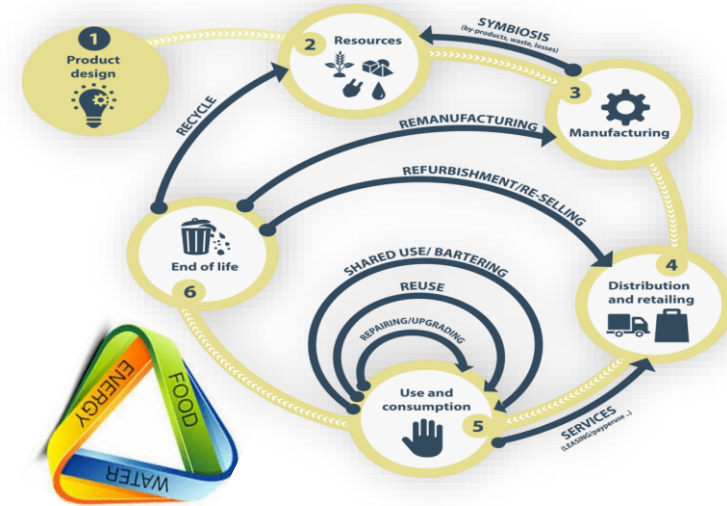 1
Product
design
2
Resources
SYMBIOSIS
(by-products, waste, losses)
3
Manufacturing
RECYCLE
REMANUFACTURING
REFURBISHMENT/RE-SELLING
4
Distribution
and retailing
End of life
6
SHARED USE/ BARTERING
REUSE
REPAIRING/UPGRADING
Use and
consumption
5
SERVICES
(LEASING/payperuse ..)
ENERGY
FOOD
WATER